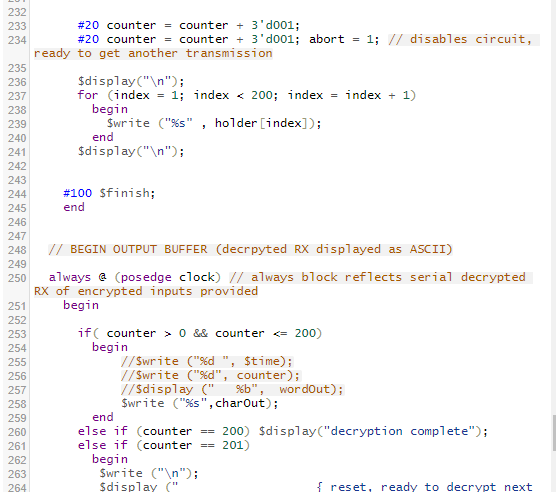 232
233 #20 counter = counter + 3'd001;
234 #20 counter = counter + 3'd001; abort = 1; // disables circuit,
ready to get another transmission
235
236 $display("\n");
237 for (index = 1; index < 200; index = index + 1)
238 begin
239 $write ("%s" , holder[index]);
240 end
241 $display("\n");
242
243
244 #100 $finish;
245 end
246
247
248 // BEGIN OUTPUT BUFFER (decrpyted RX displayed as ASCII)
249
250 always @ (posedge clock) // always block reflects serial decrypted
RX of encrypted inputs provided
251 begin
252
253 if( counter > 0 && counter <= 200)
254 begin
255 //$write ("%d ", $time);
256 //$write ("%d", counter);
257 //$display (" %b", wordOut);
258 $write ("%s",charOut);
259 end
260 else if (counter == 200) $display("decryption complete");
261 else if (counter == 201)
262 begin
263 $write ("\n");
264 $display (" { reset, ready to decrypt next